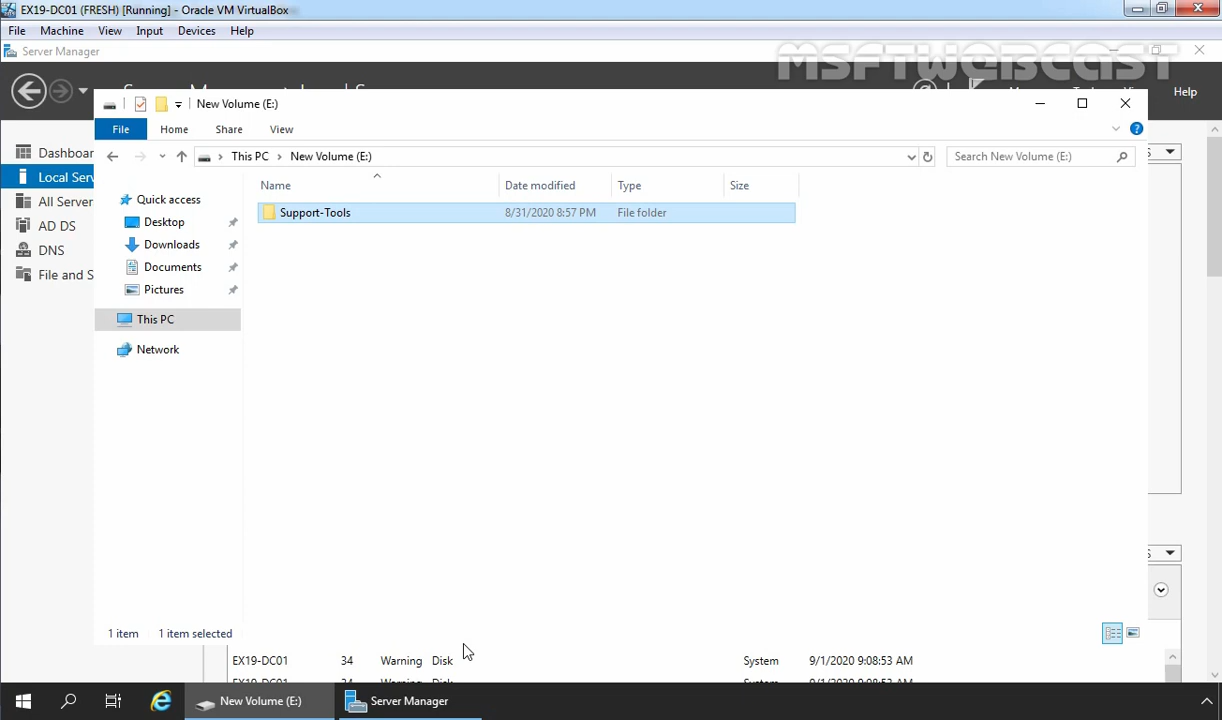 EX19-DC01 (FRESH) [Running] - Oracle VM VirtualBox
File Machine View Input Devices Help
Server Manager
MSFTWEBCAST
Help
New Volume (E:)
File Home Share View
This PC New Volume (E:)
Search New Volume (E:)
Dashboar
Local Serv
All Server
AD DS
DNS
File and S
Quick access
Desktop
Downloads
Documents
Pictures
This PC
Network
Name Date modified Type Size
Support-Tools 8/31/2020 8:57 PM File folder
1 item 1 item selected
EX19-DC01 34 Warning Disk System 9/1/2020 9:08:53 AM
New Volume (E:) Server Manager